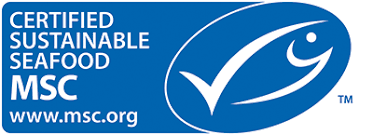 CERTIFIED
SUSTAINABLE
SEAFOOD
MSC
www.msc.org
TM